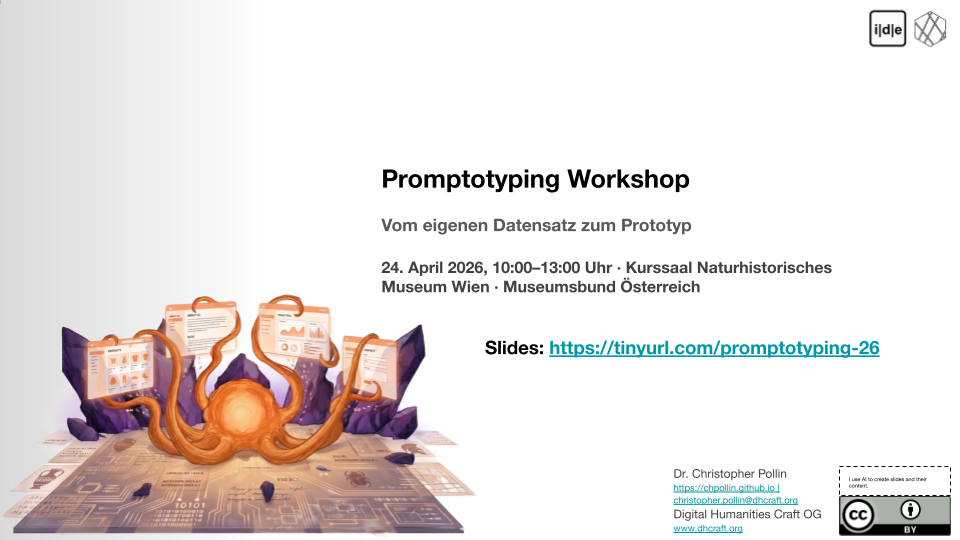 i|d|e
Promptotyping Workshop
Vom eigenen Datensatz zum Prototyp
24. April 2026, 10:00–13:00 Uhr · Kurssaal Naturhistorisches
Museum Wien · Museumsbund Österreich
Slides: https://tinyurl.com/promptotyping-26
Dr. Christopher Pollin
https://chpollin.github.io |
christopher.pollin@dhcraft.org
Digital Humanities Craft OG
www.dhcraft.org
I use AI to create slides and their
content.
CC
BY